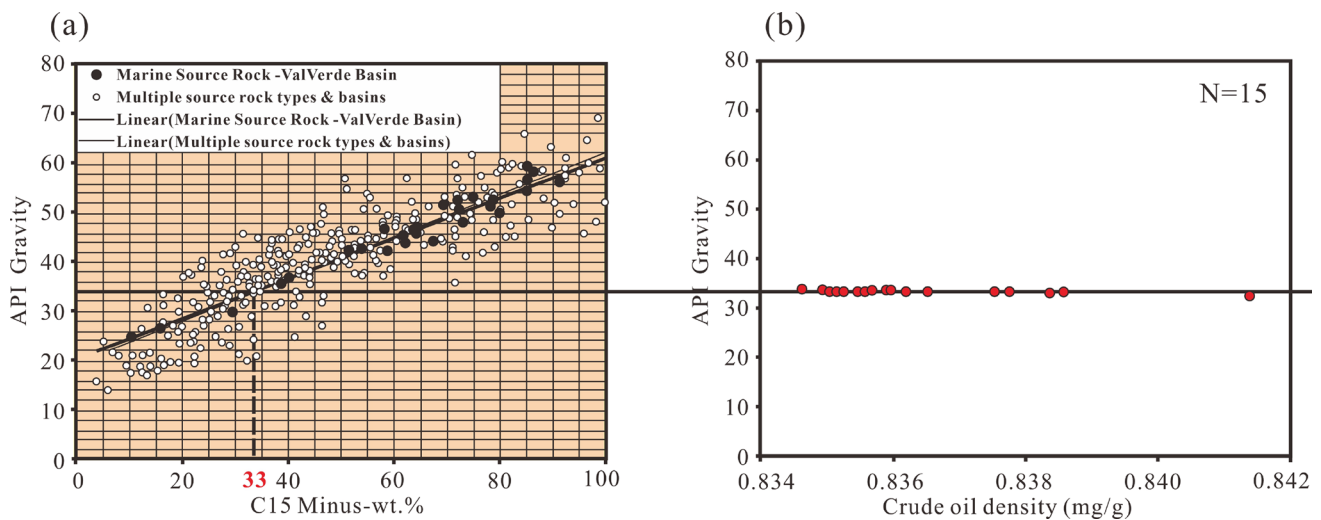 (a)
80
70
60
50
40
30
20
10
0
API Gravity
Marine Source Rock -ValVerde Basin
Multiple source rock types & basins
Linear(Marine Source Rock -ValVerde Basin)
Linear(Multiple source rock types & basins)
0 20 33 40 60 80 100
C15 Minus-wt.%
(b)
80
70
60
50
40
30
20
10
0
API Gravity
N=15
0.834 0.836 0.838 0.840 0.842
Crude oil density (mg/g)